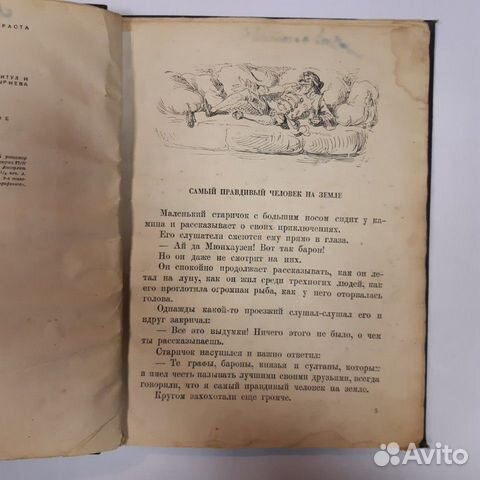 РАСТА
ТИТУЛ И
САМЫЙ ПРАВДИВЫЙ ЧЕЛОВЕК НА ЗЕМЛЕ
Маленький старичок с большим носом сидит у ка-
мина и рассказывает о своих приключениях.
Его слушатели смеются ему прямо в глаза.
— Ай да Мюнхаузен! Вот так барон!
Но он даже не смотрит на них.
Он спокойно продолжает рассказывать, как он ле-
тал на луну, как он жил среди трехногих людей, как
его проглотила огромная рыба, как у него оторвалась
голова.
Однажды какой-то проезжий слушал-слушал его и
вдруг закричал:
— Все это выдумки! Ничего этого не было, о чем
ты рассказываешь.
Старичок насупился и важно ответил:
— Те графы, бароны, князья и султаны, которых
я имел честь называть лучшими своими друзьями, всегда
говорили, что я самый правдивый человек на земле.
Кругом захохотали еще громче.
5
Avito